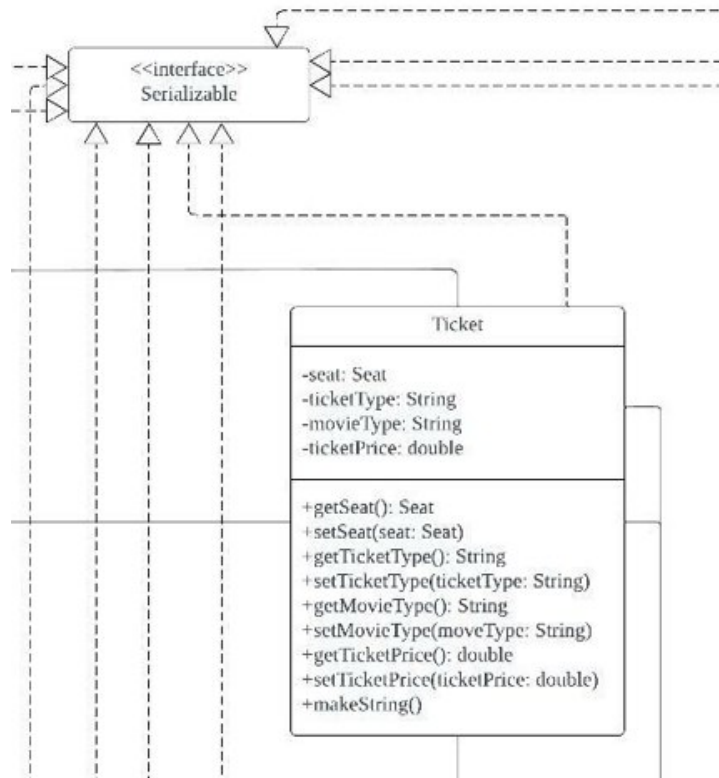 <<interface>>
Serializable
Ticket
-seat: Seat
-ticketType: String
-movieType: String
-ticketPrice: double
+getSeat(): Seat
+setSeat(seat: Seat)
+getTicketType(): String
+setTicketType(ticketType: String)
+getMovieType(): String
+setMovieType(moveType: String)
+getTicketPrice(): double
+setTicketPrice(ticketPrice: double)
+makeString()